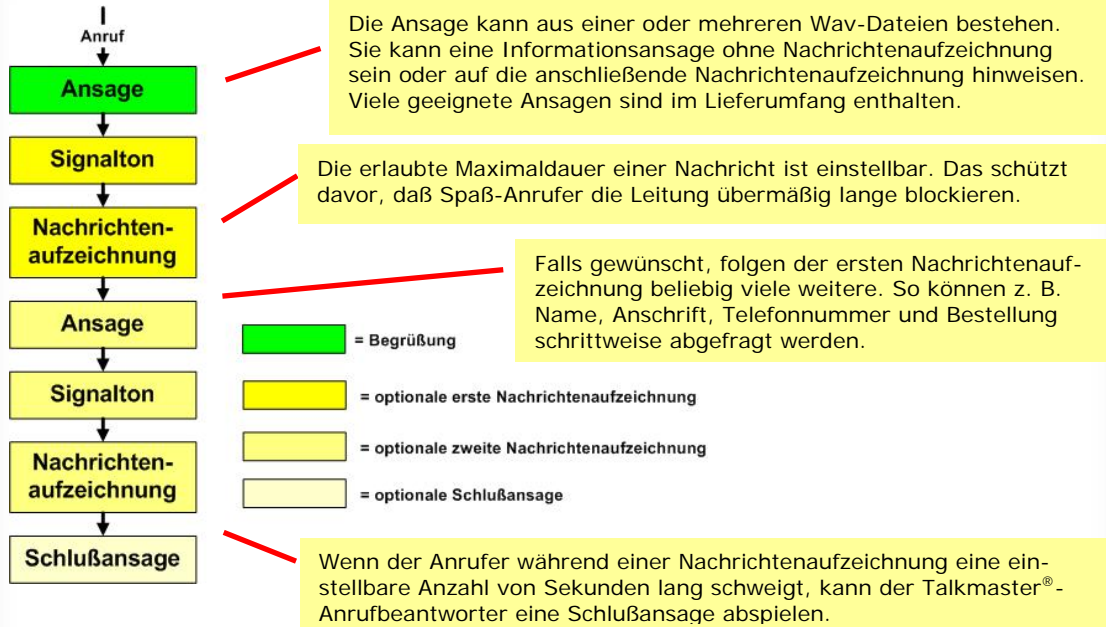 Anruf
Ansage
Signalton
Nachrichten-
aufzeichnung
Ansage
Signalton
Nachrichten-
aufzeichnung
Schlußansage
Die Ansage kann aus einer oder mehreren Wav-Dateien bestehen.
Sie kann eine Informationsansage ohne Nachrichtenaufzeichnung
sein oder auf die anschließende Nachrichtenaufzeichnung hinweisen.
Viele geeignete Ansagen sind im Lieferumfang enthalten.
Die erlaubte Maximaldauer einer Nachricht ist einstellbar. Das schützt
davor, daß Spaß-Anrufer die Leitung übermäßig lange blockieren.
Falls gewünscht, folgen der ersten Nachrichtenauf-
zeichnung beliebig viele weitere. So können z. B.
Name, Anschrift, Telefonnummer und Bestellung
schrittweise abgefragt werden.
= Begrüßung
= optionale erste Nachrichtenaufzeichnung
= optionale zweite Nachrichtenaufzeichnung
= optionale Schlußansage
Wenn der Anrufer während einer Nachrichtenaufzeichnung eine ein-
stellbare Anzahl von Sekunden lang schweigt, kann der Talkmaster®-
Anrufbeantworter eine Schlußansage abspielen.